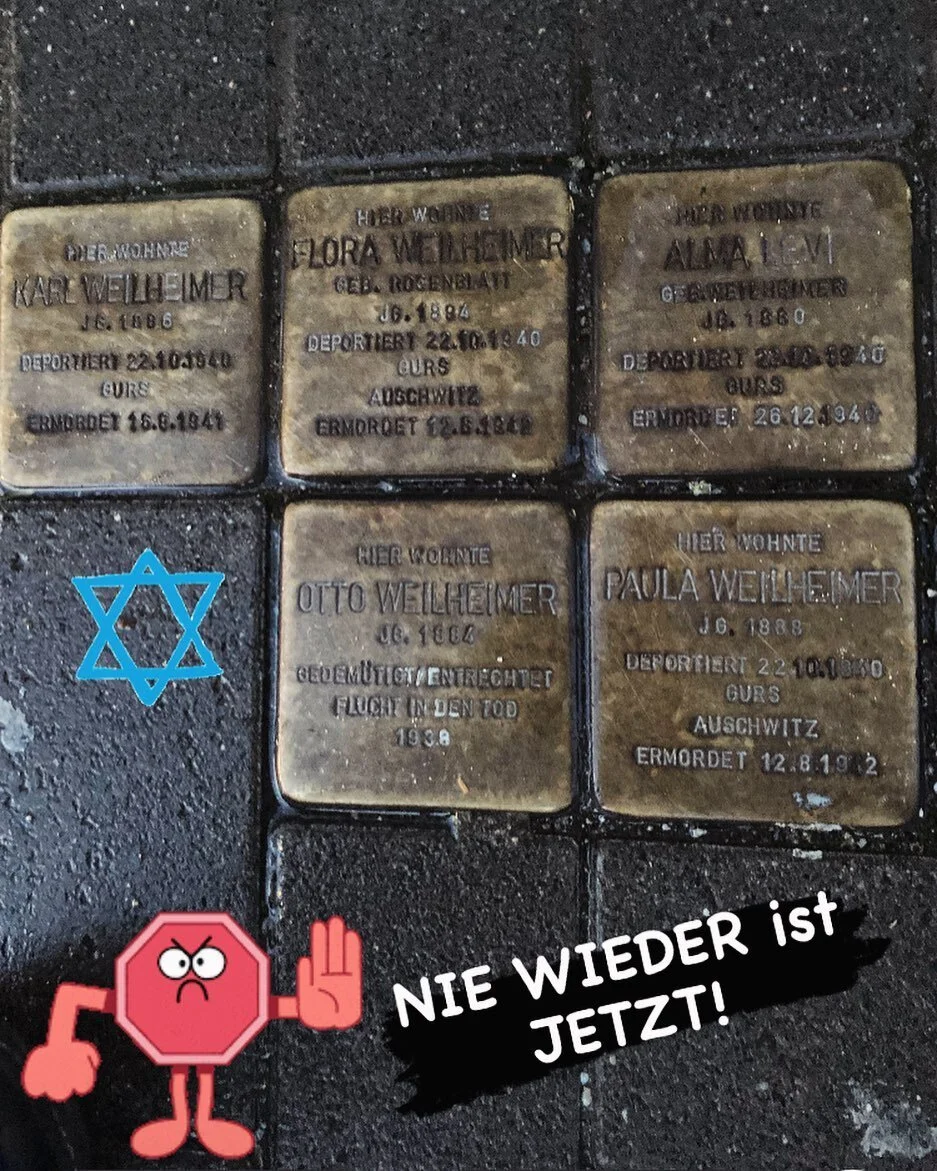 HIER WOHNTE
KARL WEILHEIMER
JG. 1886
DEPORTIERT 22.10.1940
GURS
ERMORDET 16.6.1941
HIER WOHNTE
FLORA WEILHEIMER
GEB. ROSENBLATT
JG. 1894
DEPORTIERT 22.10.1940
GURS
AUSCHWITZ
ERMORDET 12.8.1942
HIER WOHNTE
ALMA LEVI
GEB. WEILHEIMER
JG. 1880
DEPORTIERT 22.10.1940
GURS
ERMORDET 26.12.1940
HIER WOHNTE
OTTO WEILHEIMER
JG. 1884
GEDEMÜTIGT/ENTRECHTET
FLUCHT IN DEN TOD
1938
HIER WOHNTE
PAULA WEILHEIMER
JG. 1888
DEPORTIERT 22.10.1940
GURS
AUSCHWITZ
ERMORDET 12.8.1942
NIE WIEDER ist
JETZT!